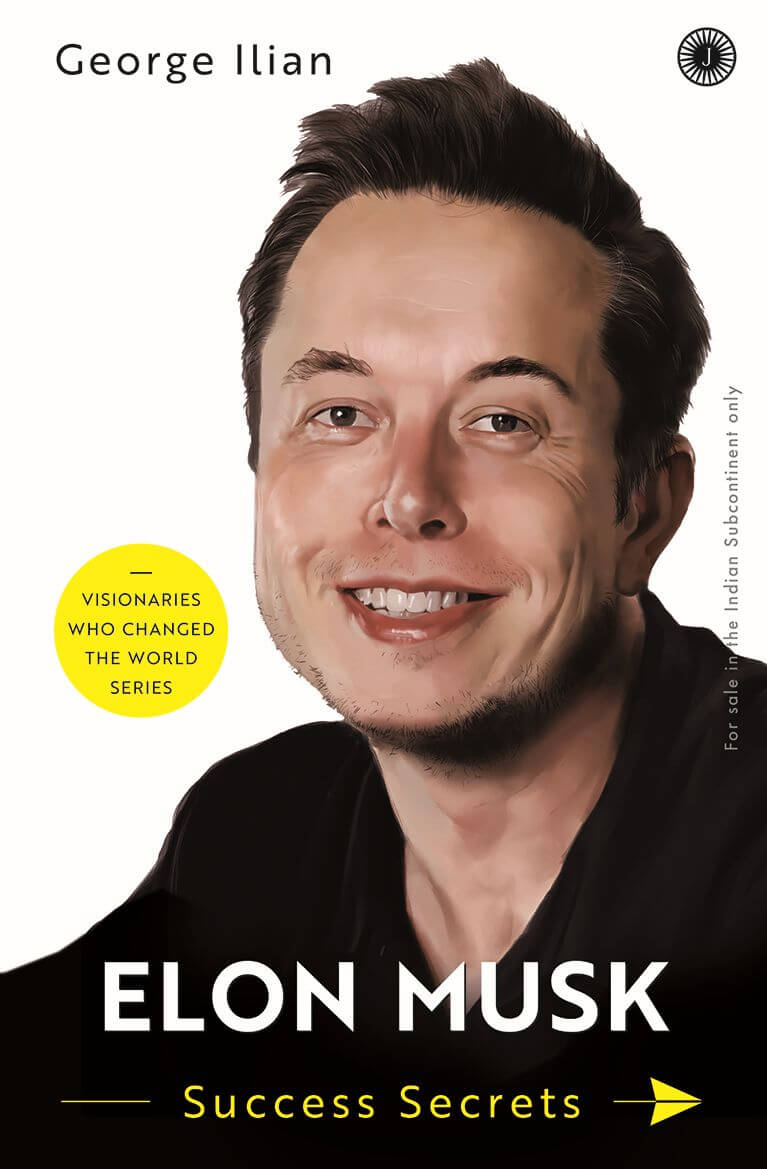 George Ilian
J
For sale in the Indian Subcontinent only
VISIONARIES
WHO CHANGED
THE WORLD
SERIES
ELON MUSK
Success Secrets